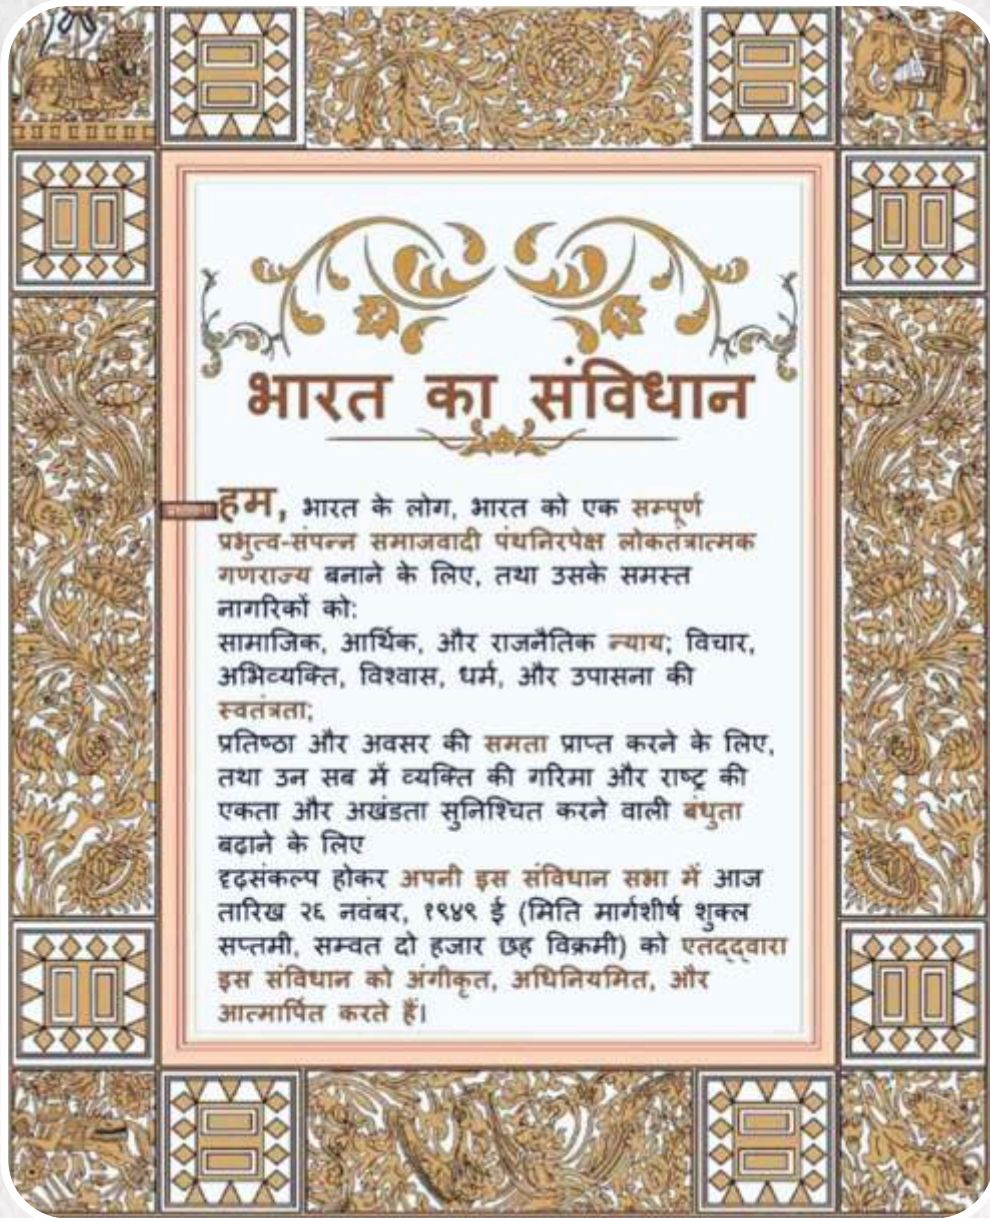 भारत का संविधान
हम, भारत के लोग, भारत को एक सम्पूर्ण
प्रभुत्व-संपन्न समाजवादी पंथनिरपेक्ष लोकतंत्रात्मक
गणराज्य बनाने के लिए, तथा उसके समस्त
नागरिकों को:
सामाजिक, आर्थिक, और राजनैतिक न्याय; विचार,
अभिव्यक्ति, विश्वास, धर्म, और उपासना की
स्वतंत्रता;
प्रतिष्ठा और अवसर की समता प्राप्त करने के लिए,
तथा उन सब में व्यक्ति की गरिमा और राष्ट्र की
एकता और अखंडता सुनिश्चित करने वाली बंधुता
बढ़ाने के लिए
दृढ़संकल्प होकर अपनी इस संविधान सभा में आज
तारिख २६ नवंबर, १९४९ ई (मिति मार्गशीर्ष शुक्ल
सप्तमी, सम्वत दो हजार छह विक्रमी) को एतद्द्वारा
इस संविधान को अंगीकृत, अधिनियमित, और
आत्मार्पित करते हैं।